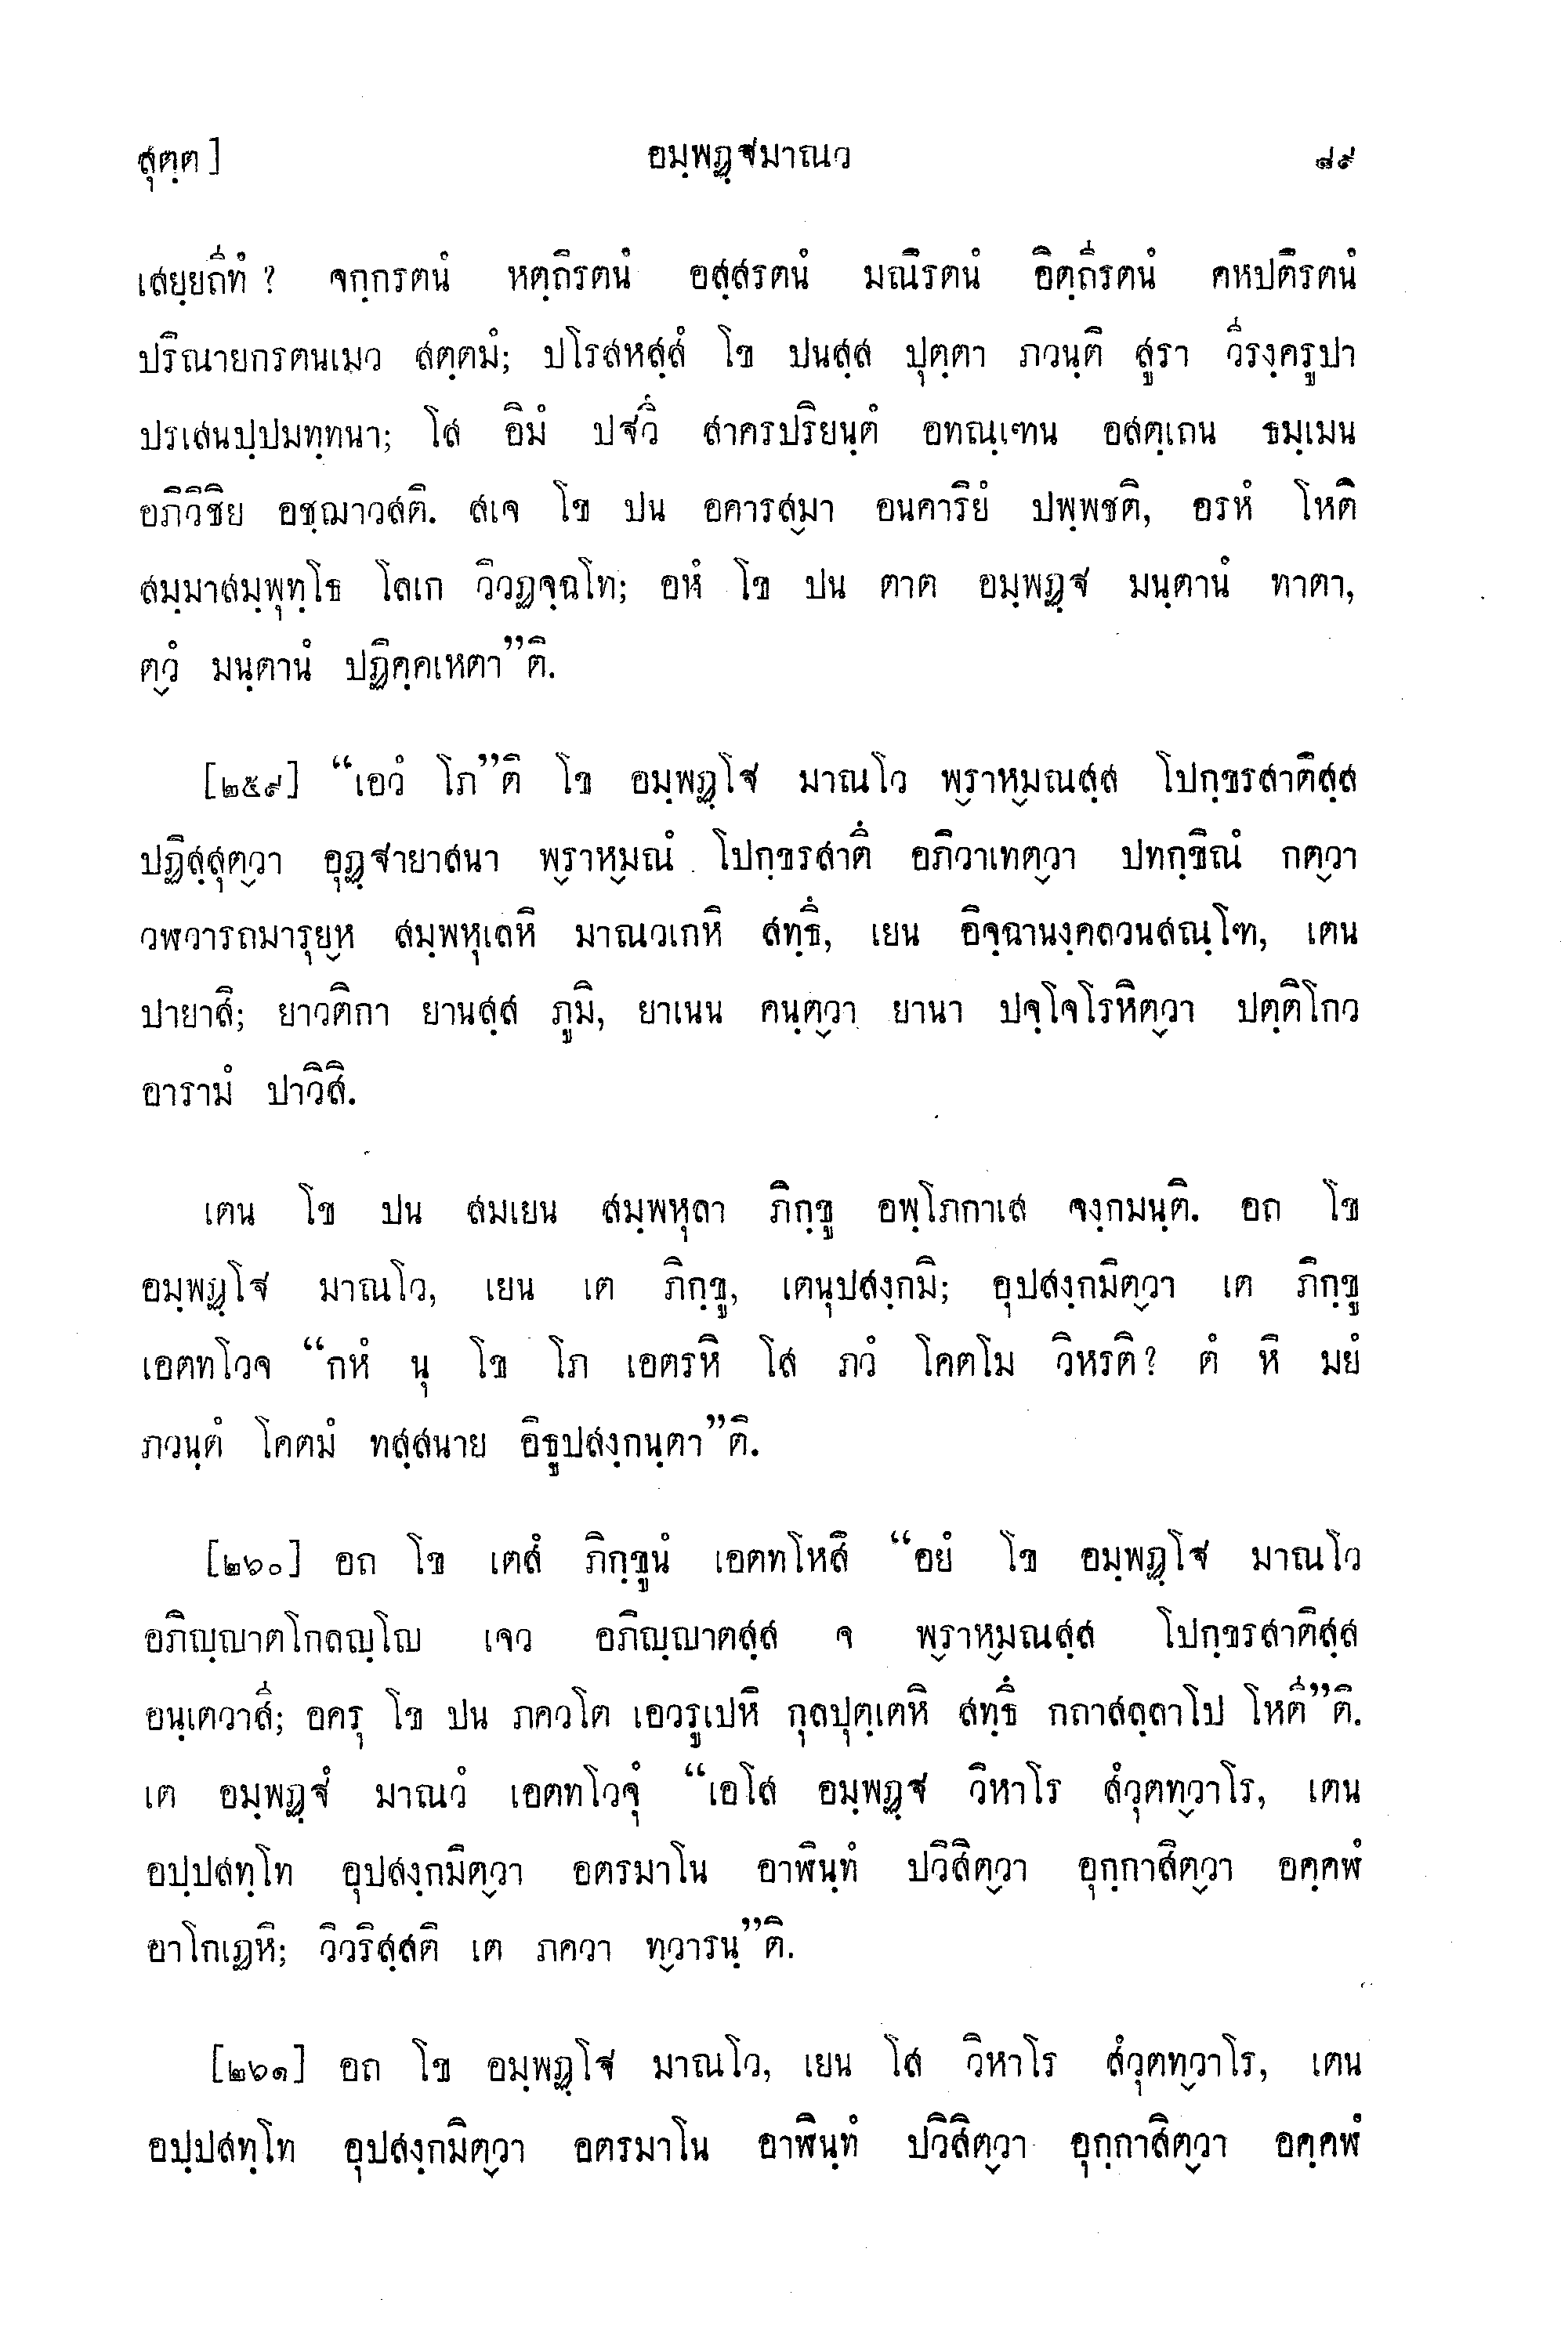 สุตฺต] อมฺพฏฺฐมาณว ๘๙
เสยฺยถีทํ? จกฺกรตนํ หตฺถิรตนํ อสฺสรตนํ มณิรตนํ อิตฺถีรตนํ คหปติรตนํ
ปริณายกรตนเมว สตฺตมํ; ปโรสหสฺสํ โข ปนสฺส ปุตฺตา ภวนฺติ สูรา วีรงฺครูปา
ปรเสนปฺปมทฺทนา; โส อิมํ ปฐวึ สาครปริยนฺตํ อทณฺเฑน อสตฺเถน ธมฺเมน
อภิวิชิย อชฺฌาวสติ. สเจ โข ปน อคารสฺมา อนคาริยํ ปพฺพชติ, อรหํ โหติ
สมฺมาสมฺพุทฺโธ โลเก วิวฏจฺฉโท; อหํ โข ปน ตาต อมฺพฏฺฐ มนฺตานํ ทาตา,
ตฺวํ มนฺตานํ ปฏิคฺคเหตา”ติ.
[๒๕๙] “เอวํ โภ”ติ โข อมฺพฏฺโฐ มาณโว พฺราหฺมณสฺส โปกฺขรสาติสฺส
ปฏิสฺสุตฺวา อุฏฺฐายาสนา พฺราหฺมณํ โปกฺขรสาตึ อภิวาเทตฺวา ปทกฺขิณํ กตฺวา
วฬวารถมารุยฺห สมฺพหุเลหิ มาณวเกหิ สทฺธึ, เยน อิจฺฉานงฺคลวนสณฺโฑ, เตน
ปายาสิ; ยาวติกา ยานสฺส ภูมิ, ยาเนน คนฺตฺวา ยานา ปจฺโจโรหิตฺวา ปตฺติโกว
อารามํ ปาวิสิ.
เตน โข ปน สมเยน สมฺพหุลา ภิกฺขู อพฺโภกาเส จงฺกมนฺติ. อถ โข
อมฺพฏฺโฐ มาณโว, เยน เต ภิกฺขู, เตนุปสงฺกมิ; อุปสงฺกมิตฺวา เต ภิกฺขู
เอตทโวจ “กหํ นุ โข โภ เอตรหิ โส ภวํ โคตโม วิหรติ? ตํ หิ มยํ
ภวนฺตํ โคตมํ ทสฺสนาย อิธูปสงฺกนฺตา”ติ.
[๒๖๐] อถ โข เตสํ ภิกฺขูนํ เอตทโหสิ “อยํ โข อมฺพฏฺโฐ มาณโว
อภิญฺญาตโกลญฺโญ เจว อภิญฺญาตสฺส จ พฺราหฺมณสฺส โปกฺขรสาติสฺส
อนฺเตวาสี; อครุ โข ปน ภควโต เอวรูเปหิ กุลปุตฺเตหิ สทฺธึ กถาสลฺลาโป โหตี”ติ.
เต อมฺพฏฺฐํ มาณวํ เอตทโวจุํ “เอโส อมฺพฏฺฐ วิหาโร สํวุตทฺวาโร, เตน
อปฺปสทฺโท อุปสงฺกมิตฺวา อตรมาโน อาฬินฺทํ ปวิสิตฺวา อุกฺกาสิตฺวา อคฺคฬํ
อาโกเฏหิ; วิวริสฺสติ เต ภควา ทฺวารนฺ”ติ.
[๒๖๑] อถ โข อมฺพฏฺโฐ มาณโว, เยน โส วิหาโร สํวุตทฺวาโร, เตน
อปฺปสทฺโท อุปสงฺกมิตฺวา อตรมาโน อาฬินฺทํ ปวิสิตฺวา อุกฺกาสิตฺวา อคฺคฬํ